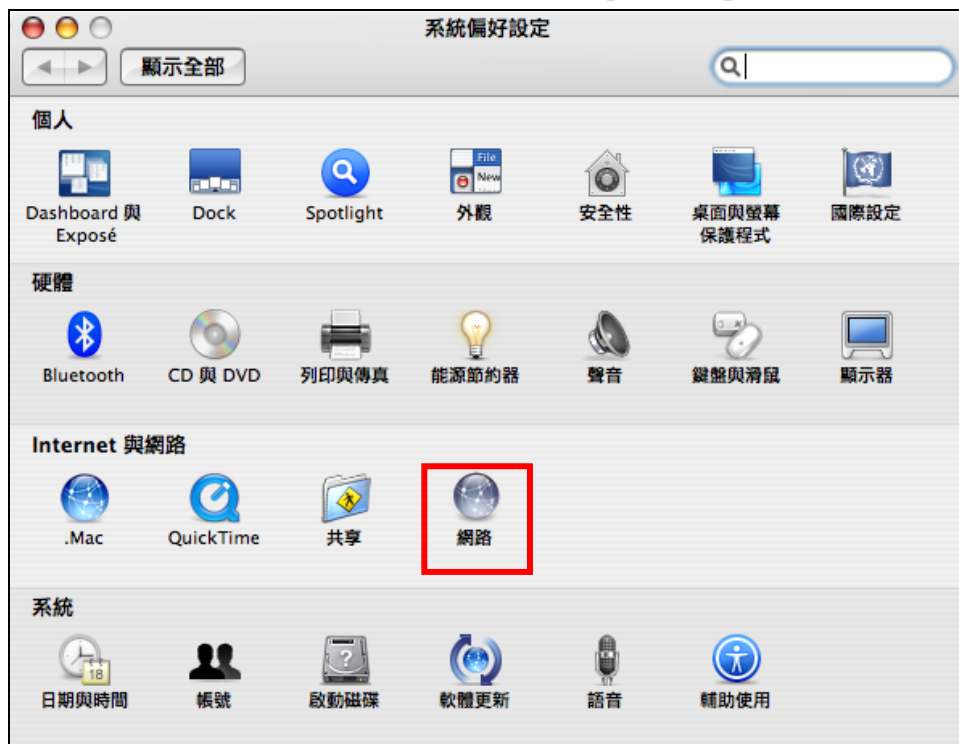 系統偏好設定
顯示全部
個人
Dashboard 與 Exposé
Dock
Spotlight
File
New
外觀
安全性
桌面與螢幕
保護程式
國際設定
硬體
Bluetooth
CD 與 DVD
列印與傳真
能源節約器
聲音
鍵盤與滑鼠
顯示器
Internet 與網路
.Mac
QuickTime
共享
網路
系統
18
日期與時間
帳號
?
啟動磁碟
軟體更新
語音
輔助使用